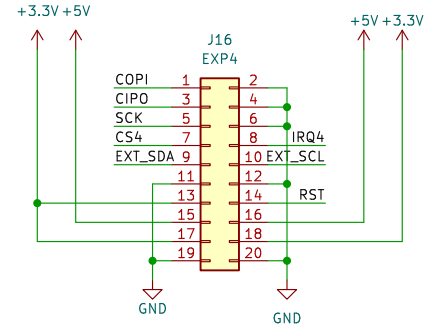 +3.3V +5V +5V +3.3V
J16
EXP4
COPI 1 2
CIPO 3 4
SCK 5 6
CS4 7 8 IRQ4
EXT_SDA 9 10 EXT_SCL
11 12
13 14 RST
15 16
17 18
19 20
GND GND